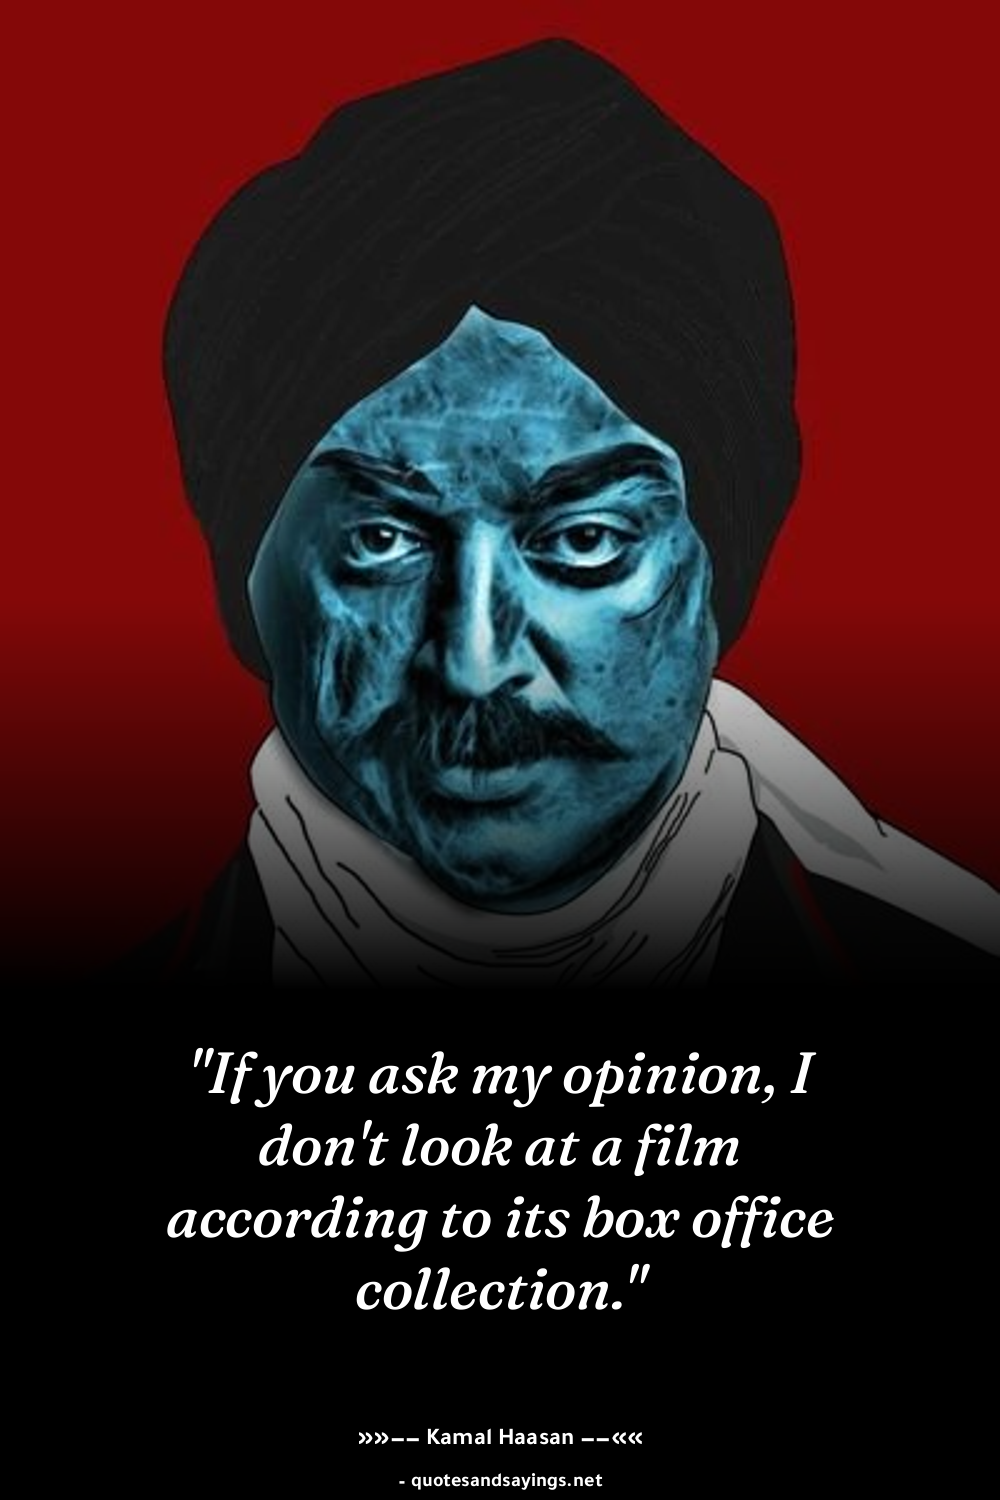 "If you ask my opinion, I
don't look at a film
according to its box office
collection."
»»−− Kamal Haasan −−««
- quotesandsayings.net